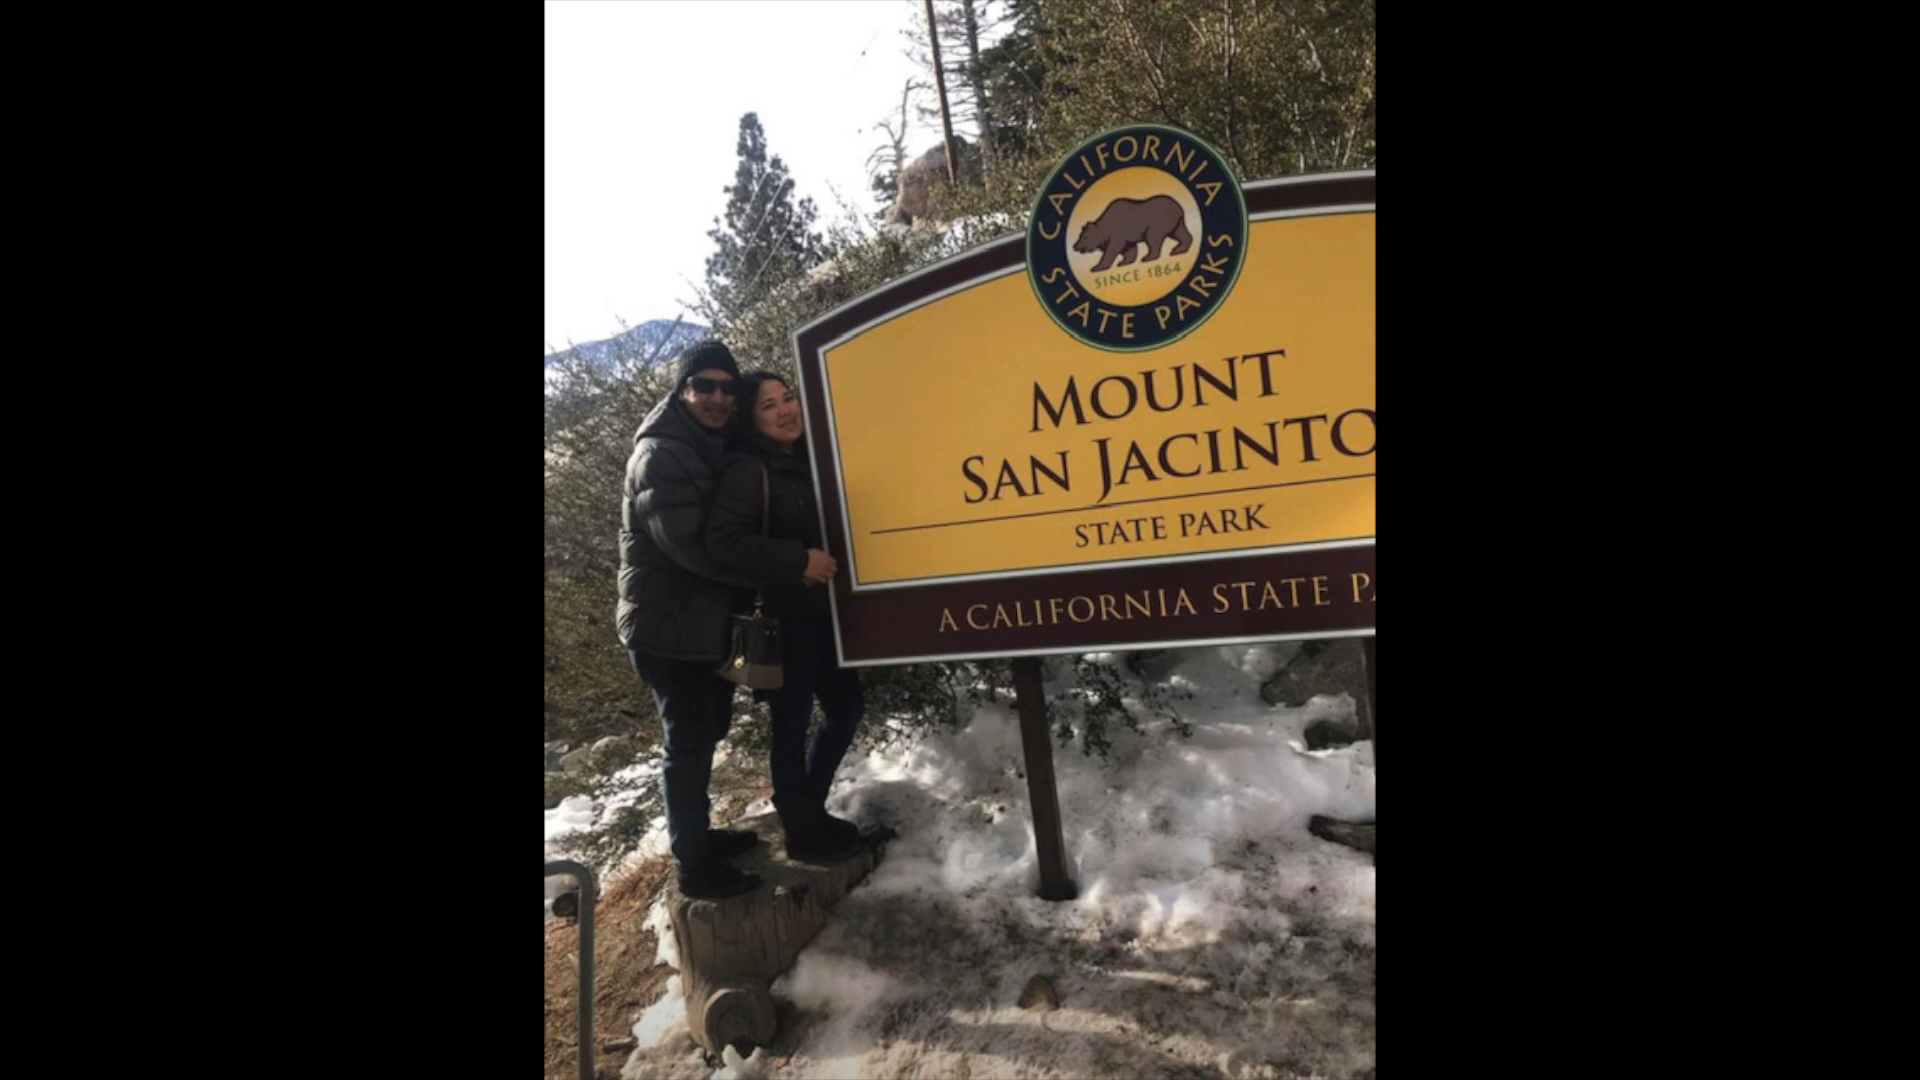 CALIFORNIA
SINCE 1864
STATE PARKS
MOUNT
SAN JACINTO
STATE PARK
A CALIFORNIA STATE